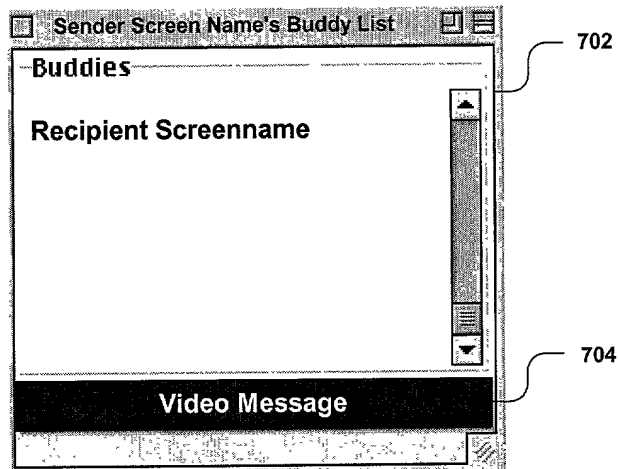 Sender Screen Name's Buddy List
702
Buddies
Recipient Screenname
704
Video Message